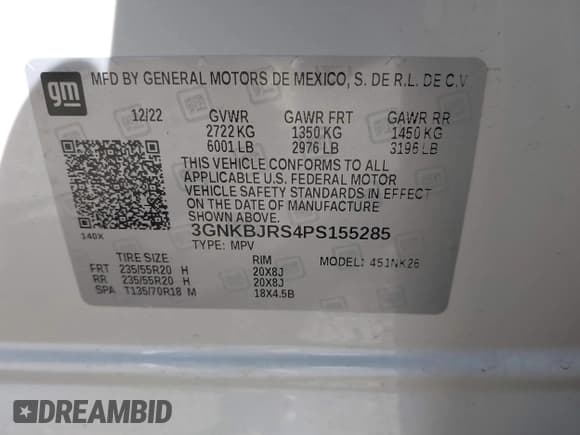 gm MFD BY GENERAL MOTORS DE MEXICO, S. DE R.L. DE C.V
12/22 GVWR GAWR FRT GAWR RR
2722 KG 1350 KG 1450 KG
6001 LB 2976 LB 3196 LB
THIS VEHICLE CONFORMS TO ALL
APPLICABLE U.S. FEDERAL MOTOR
VEHICLE SAFETY STANDARDS IN EFFECT
ON THE DATE OF MANUFACTURE
SHOWN ABOVE.
140X 3GNKBJRS4PS155285
TYPE: MPV
TIRE SIZE RIM MODEL: 451NK26
FRT 235/55R20 H 20X8J
RR 235/55R20 H 20X8J
SPA T135/70R18 M 18X4.5B
DREAMBID